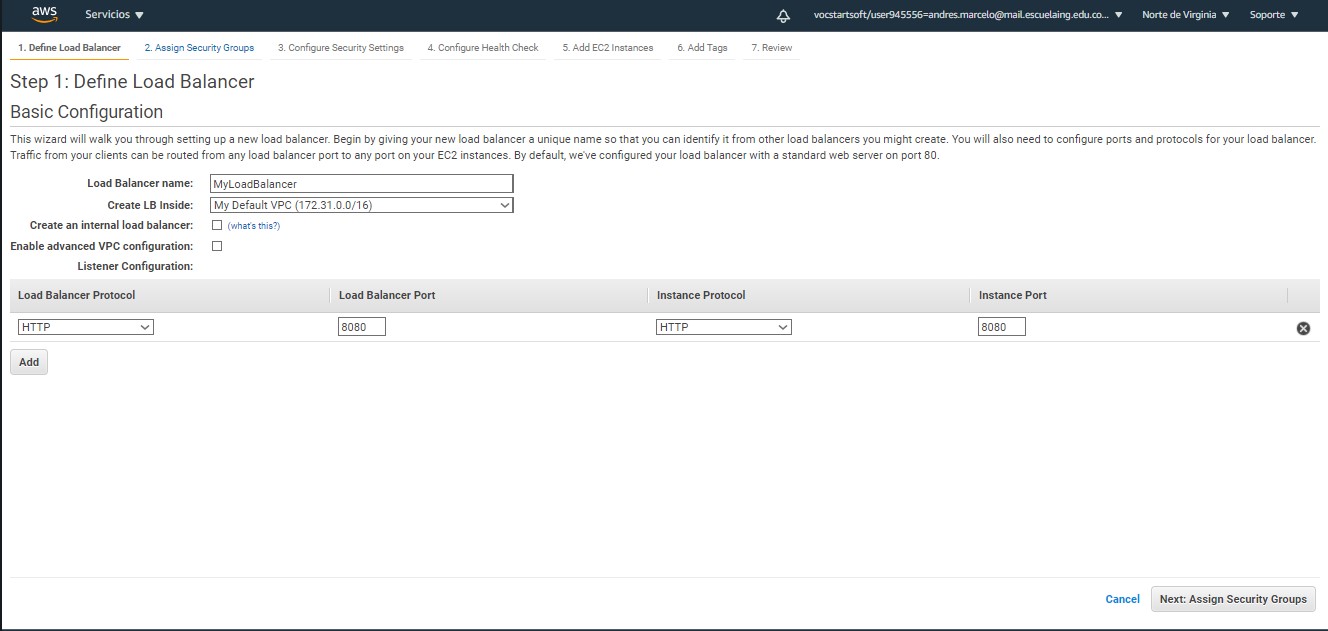 aws Servicios vocstartsoft/user945556=andres.marcelo@mail.escuelaing.edu.co... Norte de Virginia Soporte
1. Define Load Balancer 2. Assign Security Groups 3. Configure Security Settings 4. Configure Health Check 5. Add EC2 Instances 6. Add Tags 7. Review
Step 1: Define Load Balancer
Basic Configuration
This wizard will walk you through setting up a new load balancer. Begin by giving your new load balancer a unique name so that you can identify it from other load balancers you might create. You will also need to configure ports and protocols for your load balancer.
Traffic from your clients can be routed from any load balancer port to any port on your EC2 instances. By default, we've configured your load balancer with a standard web server on port 80.
Load Balancer name: MyLoadBalancer
Create LB Inside: My Default VPC (172.31.0.0/16)
Create an internal load balancer: (what's this?)
Enable advanced VPC configuration:
Listener Configuration:
Load Balancer Protocol Load Balancer Port Instance Protocol Instance Port
HTTP 8080 HTTP 8080
Add
Cancel Next: Assign Security Groups